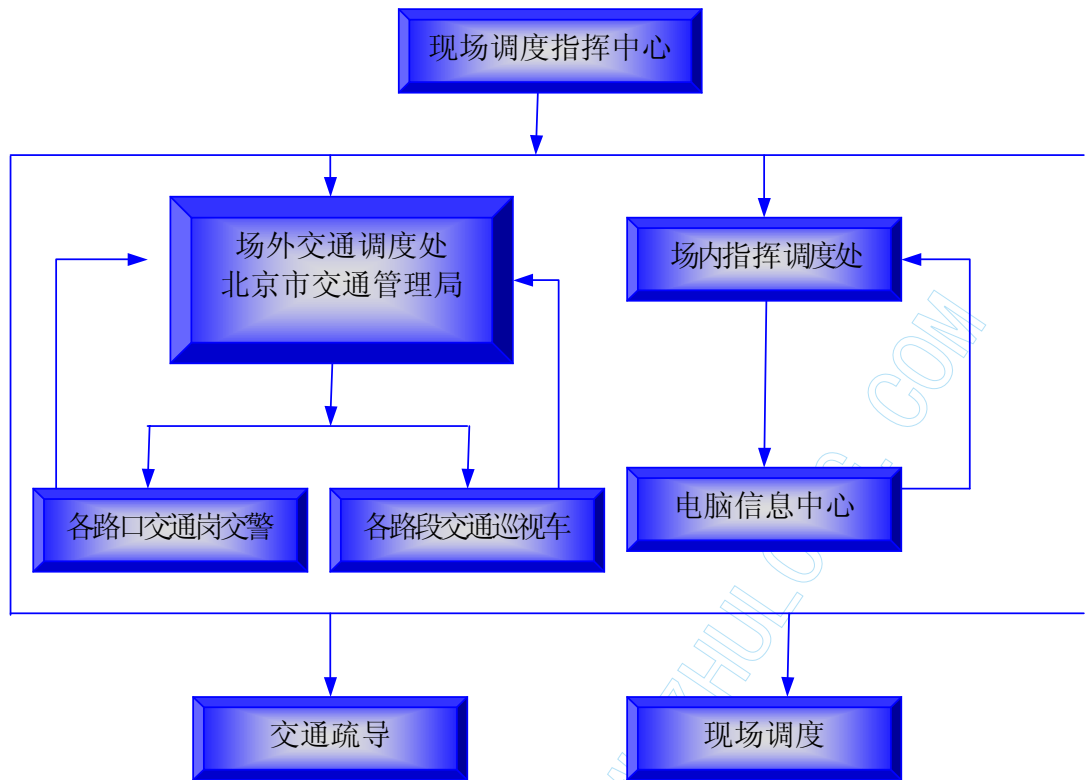 现场调度指挥中心
场外交通调度处
北京市交通管理局
场内指挥调度处
各路口交通岗交警
各路段交通巡视车
电脑信息中心
交通疏导
现场调度